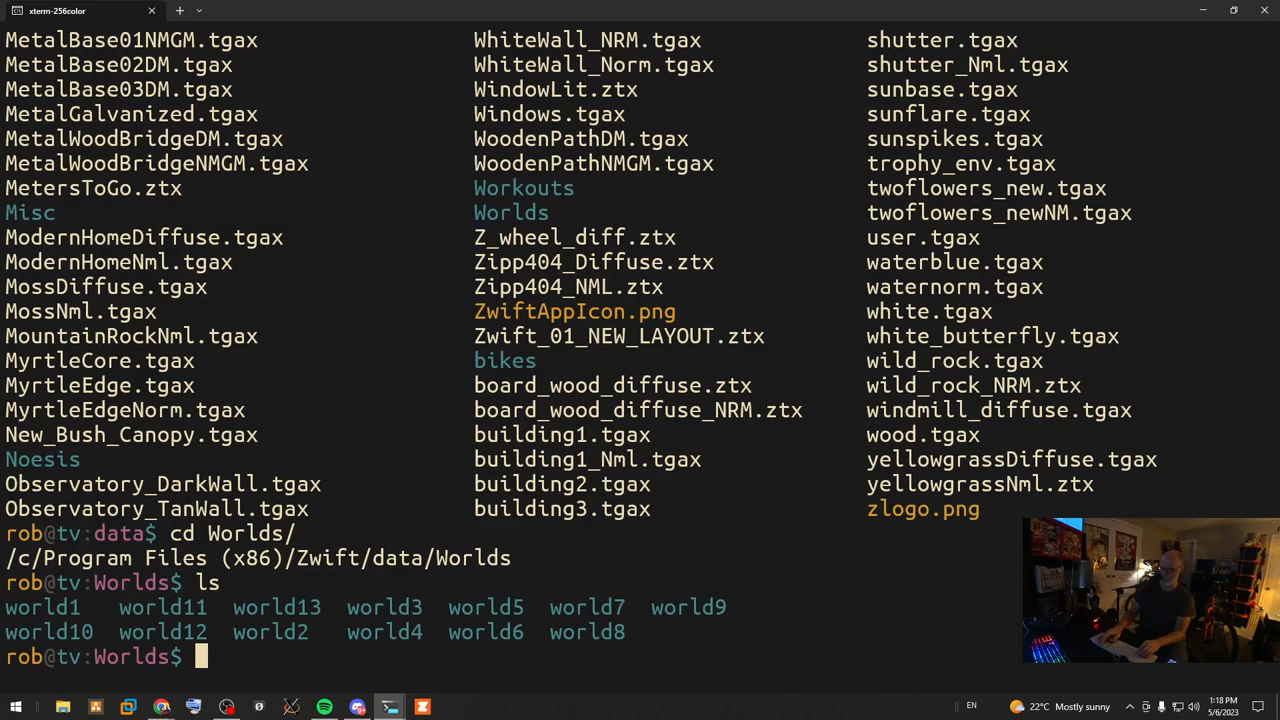 xterm-256color
MetalBase01NMGM.tgax WhiteWall_NRM.tgax shutter.tgax
MetalBase02DM.tgax WhiteWall_Norm.tgax shutter_Nml.tgax
MetalBase03DM.tgax WindowLit.ztx sunbase.tgax
MetalGalvanized.tgax Windows.tgax sunflare.tgax
MetalWoodBridgeDM.tgax WoodenPathDM.tgax sunspikes.tgax
MetalWoodBridgeNMGM.tgax WoodenPathNMGM.tgax trophy_env.tgax
MetersToGo.ztx Workouts twoflowers_new.tgax
Misc Worlds twoflowers_newNM.tgax
ModernHomeDiffuse.tgax Z_wheel_diff.ztx user.tgax
ModernHomeNml.tgax Zipp404_Diffuse.ztx waterblue.tgax
MossDiffuse.tgax Zipp404_NML.ztx waternorm.tgax
MossNml.tgax ZwiftAppIcon.png white.tgax
MountainRockNml.tgax Zwift_01_NEW_LAYOUT.ztx white_butterfly.tgax
MyrtleCore.tgax bikes wild_rock.tgax
MyrtleEdge.tgax board_wood_diffuse.ztx wild_rock_NRM.ztx
MyrtleEdgeNorm.tgax board_wood_diffuse_NRM.ztx windmill_diffuse.tgax
New_Bush_Canopy.tgax building1.tgax wood.tgax
Noesis building1_Nml.tgax yellowgrassDiffuse.tgax
Observatory_DarkWall.tgax building2.tgax yellowgrassNml.ztx
Observatory_TanWall.tgax building3.tgax zlogo.png
rob@tv:data$ cd Worlds/
/c/Program Files (x86)/Zwift/data/Worlds
rob@tv:Worlds$ ls
world1 world11 world13 world3 world5 world7 world9
world10 world12 world2 world4 world6 world8
rob@tv:Worlds$
22°C Mostly sunny
EN
1:18 PM
5/6/2023